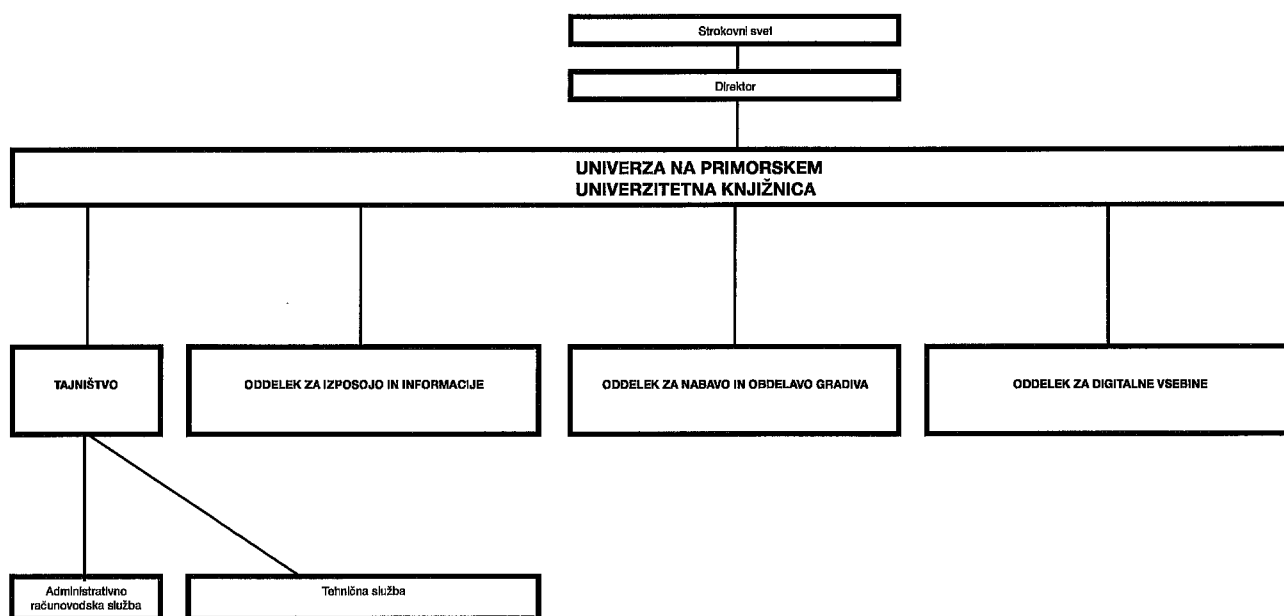 Strokovni svet
Direktor
UNIVERZA NA PRIMORSKEM
UNIVERZITETNA KNJIŽNICA
TAJNIŠTVO
ODDELEK ZA IZPOSOJO IN INFORMACIJE
ODDELEK ZA NABAVO IN OBDELAVO GRADIVA
ODDELEK ZA DIGITALNE VSEBINE
Administrativno
računovodska služba
Tehnična služba